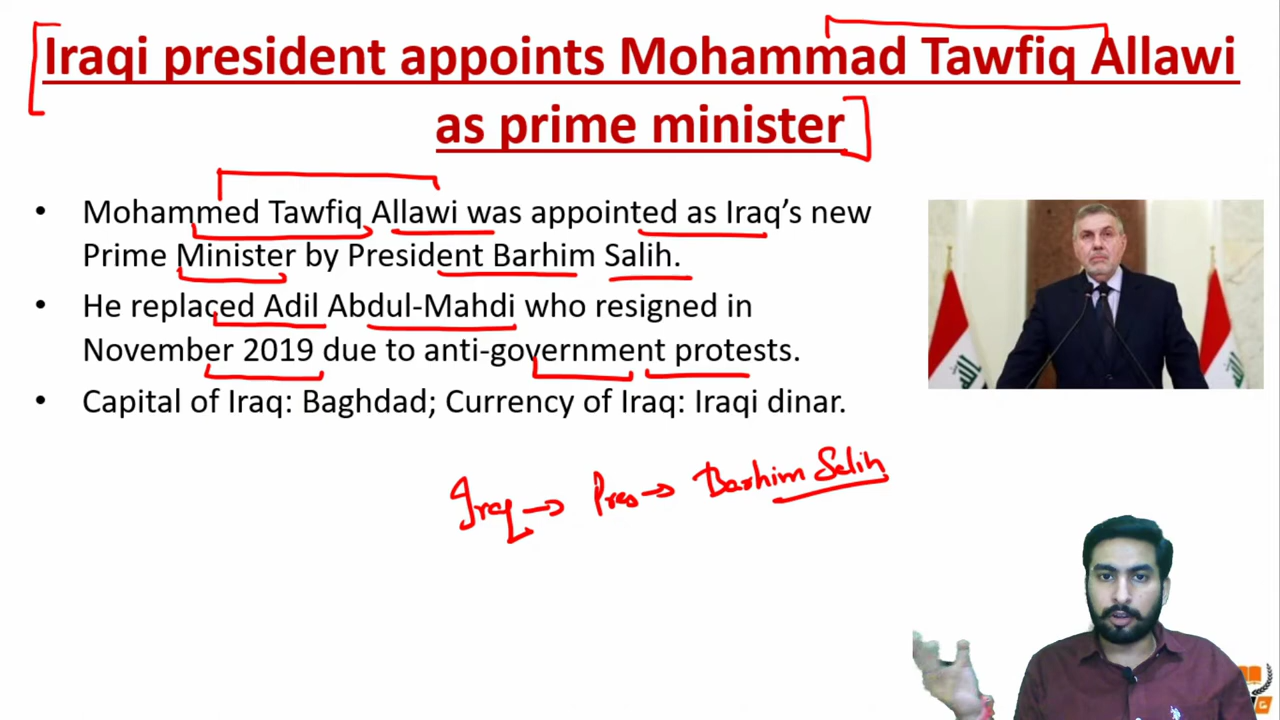 Iraqi president appoints Mohammad Tawfiq Allawi
as prime minister
• Mohammed Tawfiq Allawi was appointed as Iraq’s new
Prime Minister by President Barhim Salih.
• He replaced Adil Abdul-Mahdi who resigned in
November 2019 due to anti-government protests.
• Capital of Iraq: Baghdad; Currency of Iraq: Iraqi dinar.
Iraq → Pres → Barhim Salih